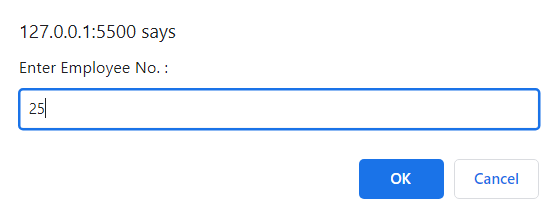 127.0.0.1:5500 says
Enter Employee No. :
25
OK Cancel